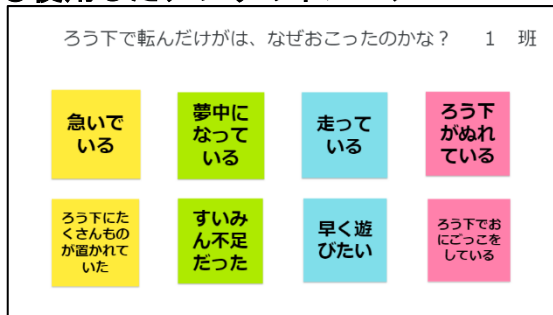 ろう下で転んだけがは、なぜおこったのかな？ 1 班
急いで
いる
夢中に
なって
いる
走って
いる
ろう下
がぬれ
ている
ろう下にた
くさんもの
が置かれて
いた
すいみ
ん不足
だった
早く遊
びたい
ろう下でお
にごっこを
している